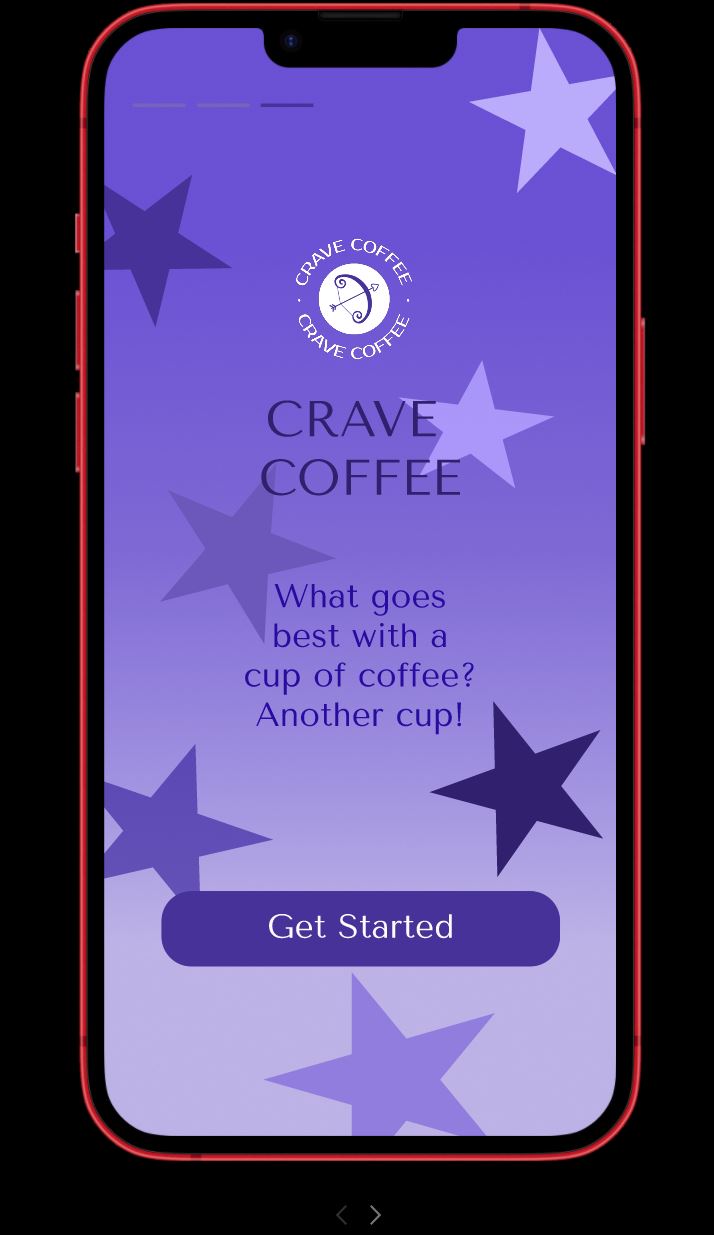 CRAVE COFFEE
CRAVE COFFEE
CRAVE
COFFEE
What goes
best with a
cup of coffee?
Another cup!
Get Started